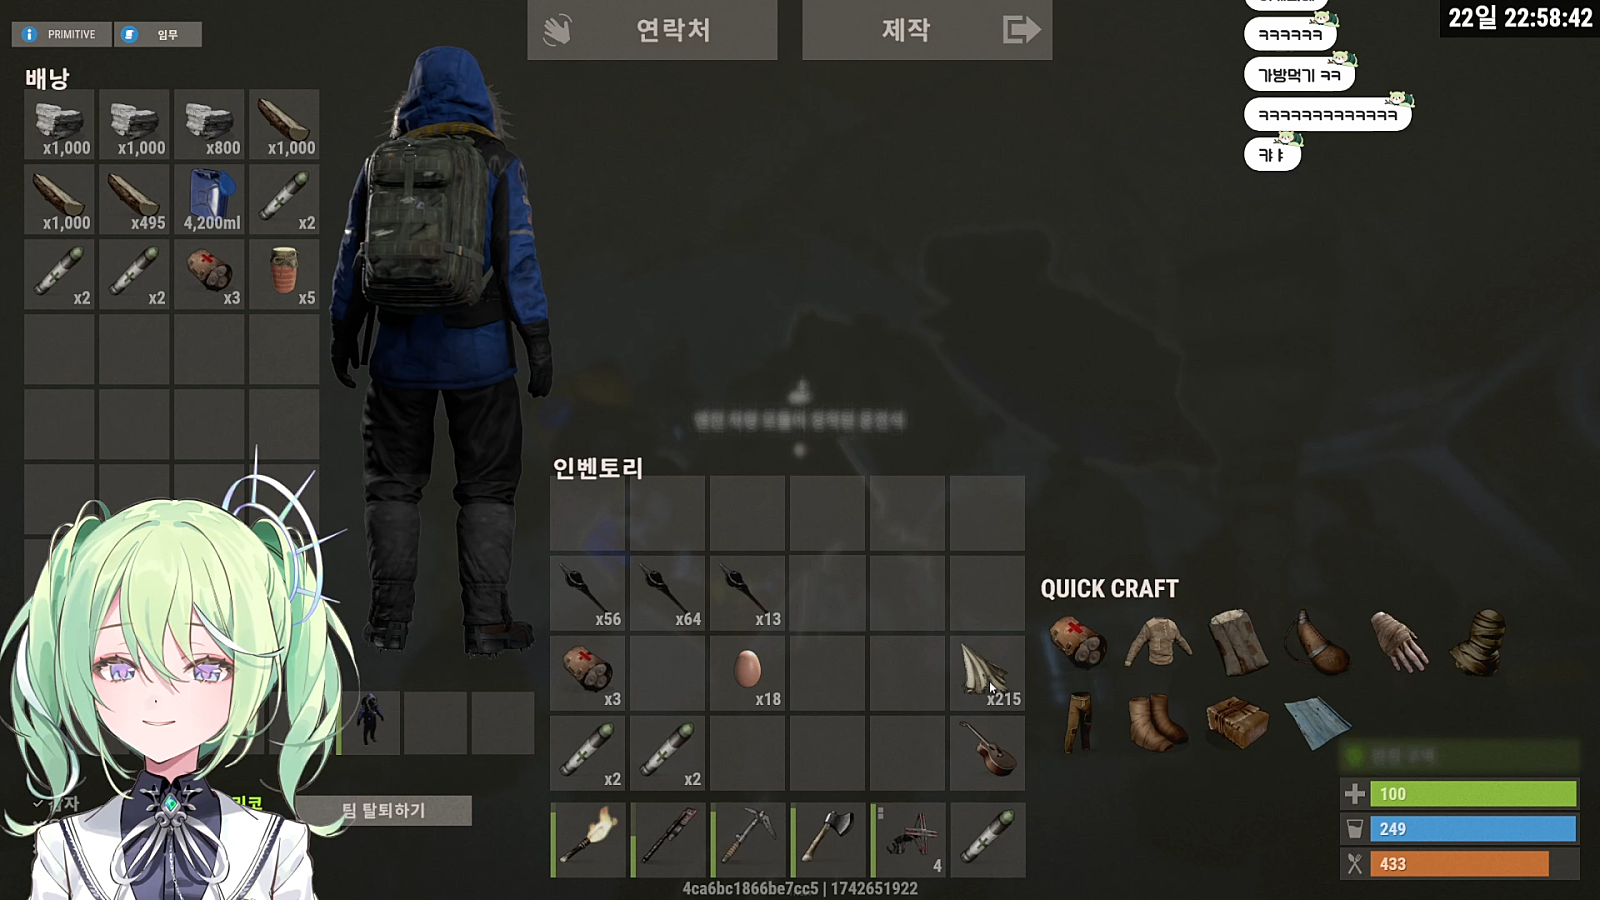 PRIMITIVE
임무
연락처
제작
22일 22:58:42
ㅋㅋㅋㅋㅋㅋ
가방먹기 ㅋㅋ
ㅋㅋㅋㅋㅋㅋㅋㅋㅋㅋㅋㅋㅋ
캬ㅑ
배낭
x1,000
x1,000
x800
x1,000
x1,000
x495
4,200ml
x2
x2
x2
x3
x5
인벤토리
x56
x64
x13
x3
x18
x215
x2
x2
4
QUICK CRAFT
팀 탈퇴하기
100
249
433
4ca6bc1866be7cc5 | 1742651922